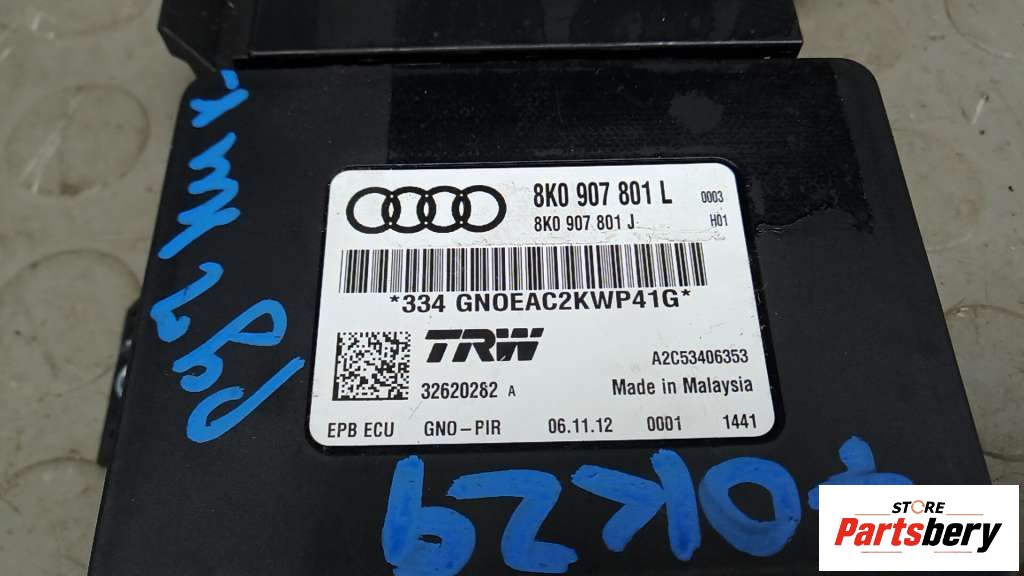 8K0 907 801 L 0003
8K0 907 801 J H01
*334 GNOEAC2KWP41G*
TRW A2C53406353
32620282 A Made in Malaysia
EPB ECU GNO-PIR 06.11.12 0001 1441
OK29
STORE
Partsbery